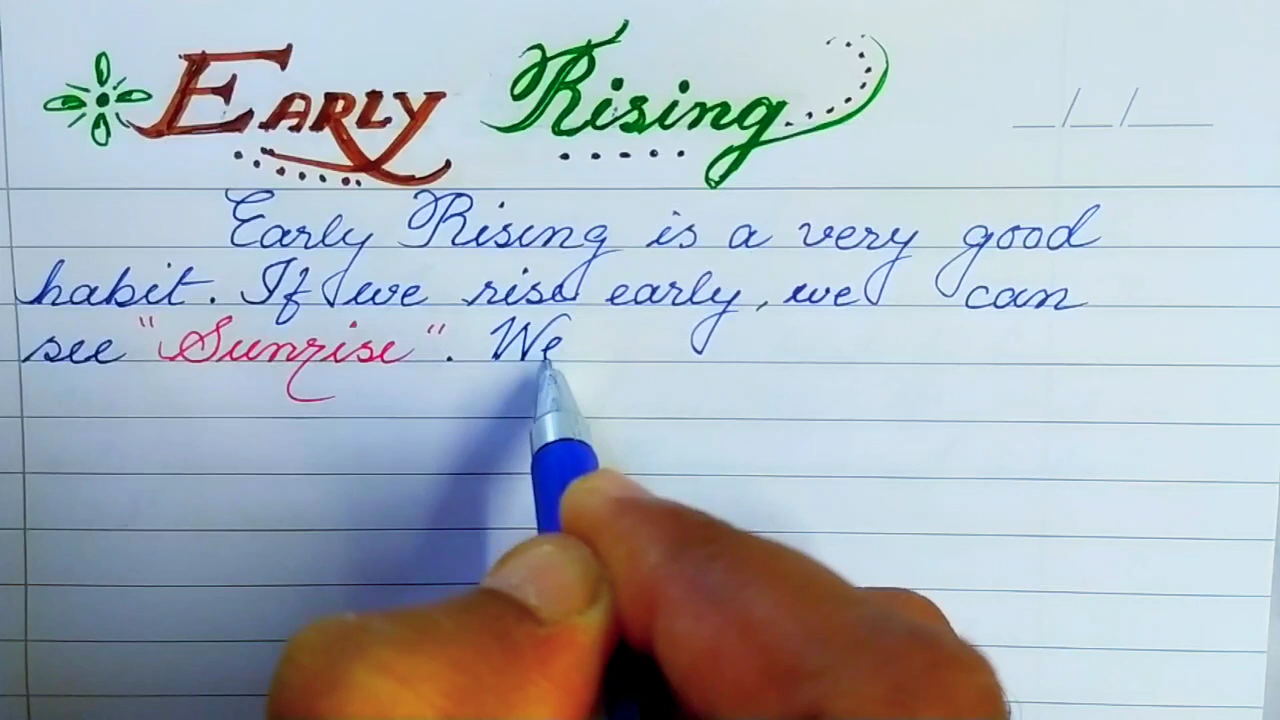 EARLY Rising
Early Rising is a very good
habit. If we rise early, we can
see "Sunrise". We